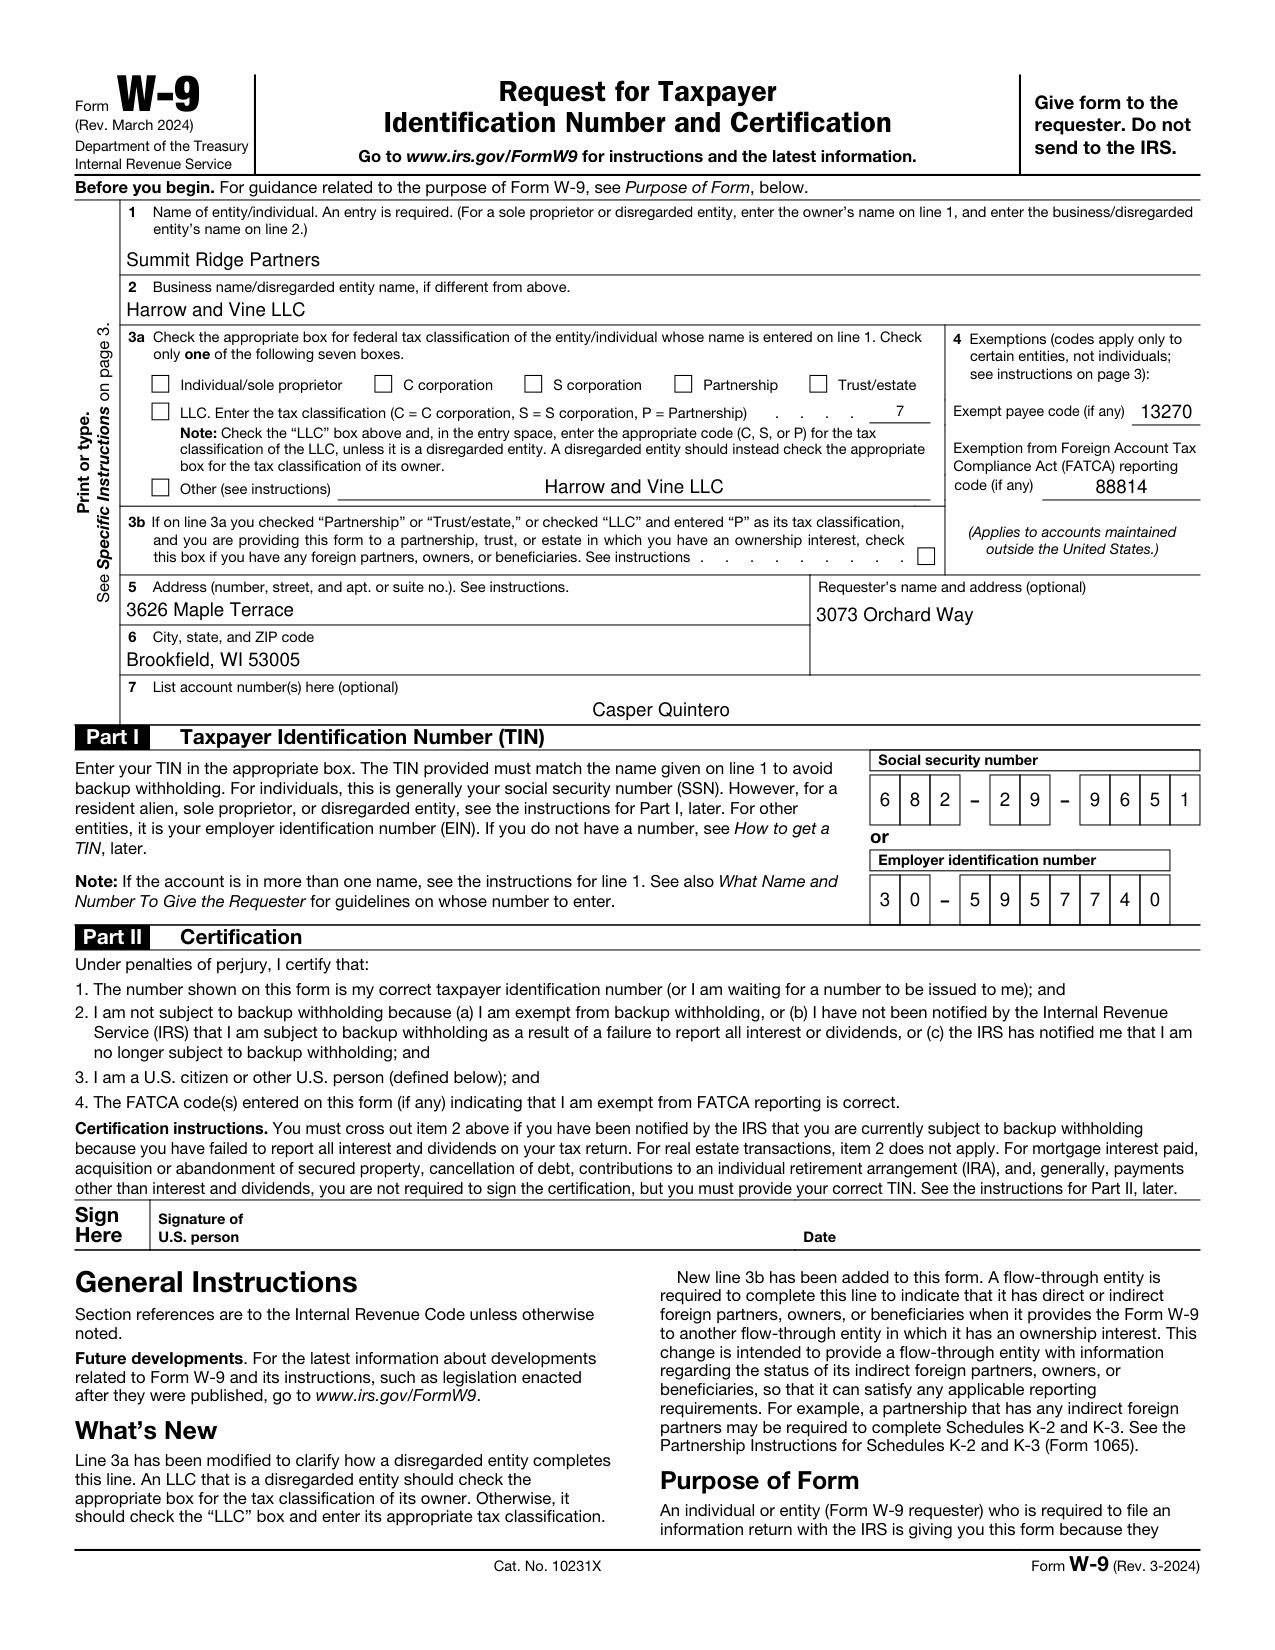 Form W-9
(Rev. March 2024)
Department of the Treasury
Internal Revenue Service
Request for Taxpayer
Identification Number and Certification
Go to www.irs.gov/FormW9 for instructions and the latest information.
Give form to the
requester. Do not
send to the IRS.
Before you begin. For guidance related to the purpose of Form W-9, see Purpose of Form, below.
Print or type.
See Specific Instructions on page 3.
1 Name of entity/individual. An entry is required. (For a sole proprietor or disregarded entity, enter the owner’s name on line 1, and enter the business/disregarded
entity’s name on line 2.)
Summit Ridge Partners
2 Business name/disregarded entity name, if different from above.
Harrow and Vine LLC
3a Check the appropriate box for federal tax classification of the entity/individual whose name is entered on line 1. Check
only one of the following seven boxes.
Individual/sole proprietor C corporation S corporation Partnership Trust/estate
LLC. Enter the tax classification (C = C corporation, S = S corporation, P = Partnership) . . . . 7
Note: Check the “LLC” box above and, in the entry space, enter the appropriate code (C, S, or P) for the tax
classification of the LLC, unless it is a disregarded entity. A disregarded entity should instead check the appropriate
box for the tax classification of its owner.
Other (see instructions) Harrow and Vine LLC
3b If on line 3a you checked “Partnership” or “Trust/estate,” or checked “LLC” and entered “P” as its tax classification,
and you are providing this form to a partnership, trust, or estate in which you have an ownership interest, check
this box if you have any foreign partners, owners, or beneficiaries. See instructions . . . . . . . . .
4 Exemptions (codes apply only to
certain entities, not individuals;
see instructions on page 3):
Exempt payee code (if any) 13270
Exemption from Foreign Account Tax
Compliance Act (FATCA) reporting
code (if any) 88814
(Applies to accounts maintained
outside the United States.)
5 Address (number, street, and apt. or suite no.). See instructions.
3626 Maple Terrace
6 City, state, and ZIP code
Brookfield, WI 53005
Requester’s name and address (optional)
3073 Orchard Way
7 List account number(s) here (optional)
Casper Quintero
Part I Taxpayer Identification Number (TIN)
Enter your TIN in the appropriate box. The TIN provided must match the name given on line 1 to avoid
backup withholding. For individuals, this is generally your social security number (SSN). However, for a
resident alien, sole proprietor, or disregarded entity, see the instructions for Part I, later. For other
entities, it is your employer identification number (EIN). If you do not have a number, see How to get a
TIN, later.
Note: If the account is in more than one name, see the instructions for line 1. See also What Name and
Number To Give the Requester for guidelines on whose number to enter.
Social security number
6 8 2 – 2 9 – 9 6 5 1
or
Employer identification number
3 0 – 5 9 5 7 7 4 0
Part II Certification
Under penalties of perjury, I certify that:
1. The number shown on this form is my correct taxpayer identification number (or I am waiting for a number to be issued to me); and
2. I am not subject to backup withholding because (a) I am exempt from backup withholding, or (b) I have not been notified by the Internal Revenue
Service (IRS) that I am subject to backup withholding as a result of a failure to report all interest or dividends, or (c) the IRS has notified me that I am
no longer subject to backup withholding; and
3. I am a U.S. citizen or other U.S. person (defined below); and
4. The FATCA code(s) entered on this form (if any) indicating that I am exempt from FATCA reporting is correct.
Certification instructions. You must cross out item 2 above if you have been notified by the IRS that you are currently subject to backup withholding
because you have failed to report all interest and dividends on your tax return. For real estate transactions, item 2 does not apply. For mortgage interest paid,
acquisition or abandonment of secured property, cancellation of debt, contributions to an individual retirement arrangement (IRA), and, generally, payments
other than interest and dividends, you are not required to sign the certification, but you must provide your correct TIN. See the instructions for Part II, later.
Sign
Here
Signature of
U.S. person
Date
General Instructions
Section references are to the Internal Revenue Code unless otherwise
noted.
Future developments. For the latest information about developments
related to Form W-9 and its instructions, such as legislation enacted
after they were published, go to www.irs.gov/FormW9.
What’s New
Line 3a has been modified to clarify how a disregarded entity completes
this line. An LLC that is a disregarded entity should check the
appropriate box for the tax classification of its owner. Otherwise, it
should check the “LLC” box and enter its appropriate tax classification.
New line 3b has been added to this form. A flow-through entity is
required to complete this line to indicate that it has direct or indirect
foreign partners, owners, or beneficiaries when it provides the Form W-9
to another flow-through entity in which it has an ownership interest. This
change is intended to provide a flow-through entity with information
regarding the status of its indirect foreign partners, owners, or
beneficiaries, so that it can satisfy any applicable reporting
requirements. For example, a partnership that has any indirect foreign
partners may be required to complete Schedules K-2 and K-3. See the
Partnership Instructions for Schedules K-2 and K-3 (Form 1065).
Purpose of Form
An individual or entity (Form W-9 requester) who is required to file an
information return with the IRS is giving you this form because they
Cat. No. 10231X
Form W-9 (Rev. 3-2024)